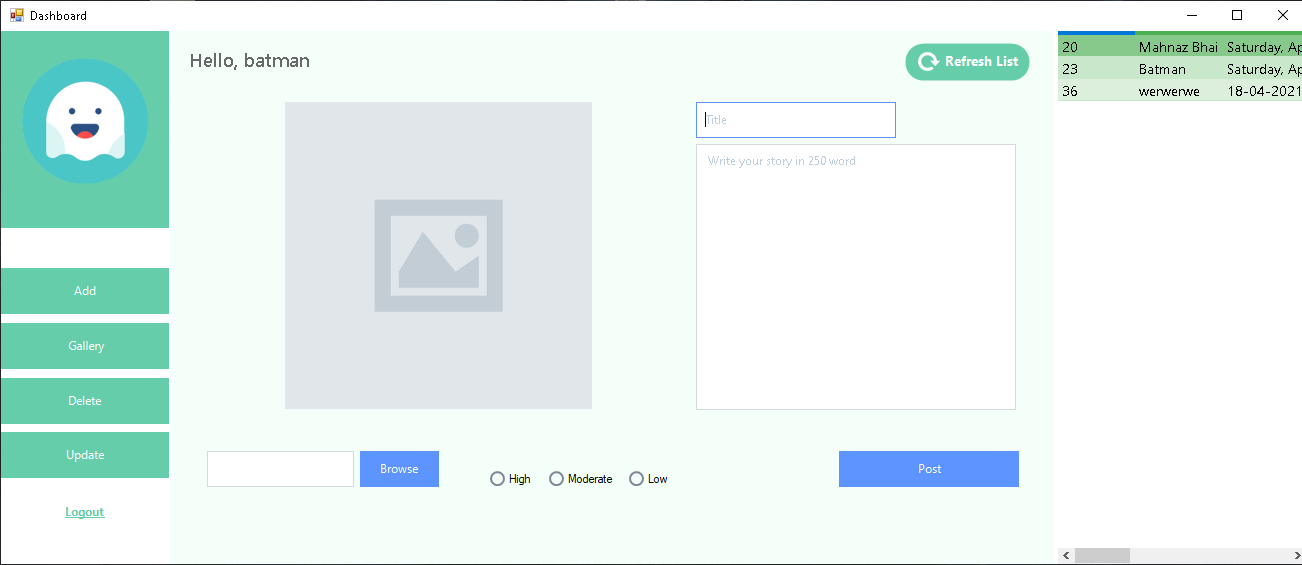 Dashboard
Hello, batman
Refresh List
20 Mahnaz Bhai Saturday, Ap
23 Batman Saturday, Ap
36 werwerwe 18-04-2021
Title
Write your story in 250 word
Add
Gallery
Delete
Update
Logout
Browse
High
Moderate
Low
Post